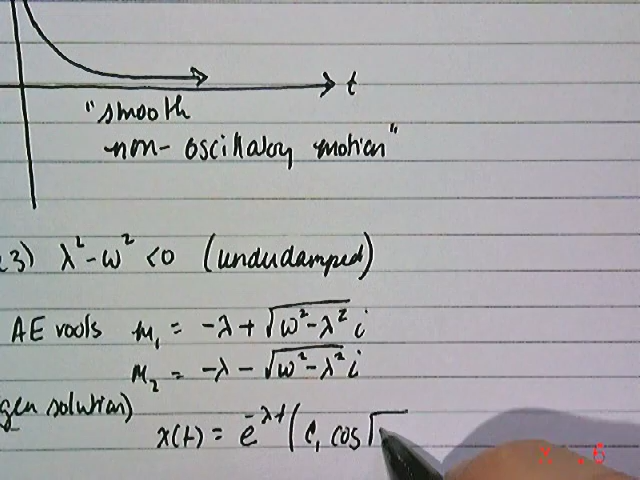 t
"smooth
non- oscillatory motion"
3) λ² - ω² < 0 (undudamped)
AE roots m₁ = -λ + √(ω² - λ²) i
m₂ = -λ - √(ω² - λ²) i
gen solution)
x(t) = e^(-λt) ( c₁ cos √